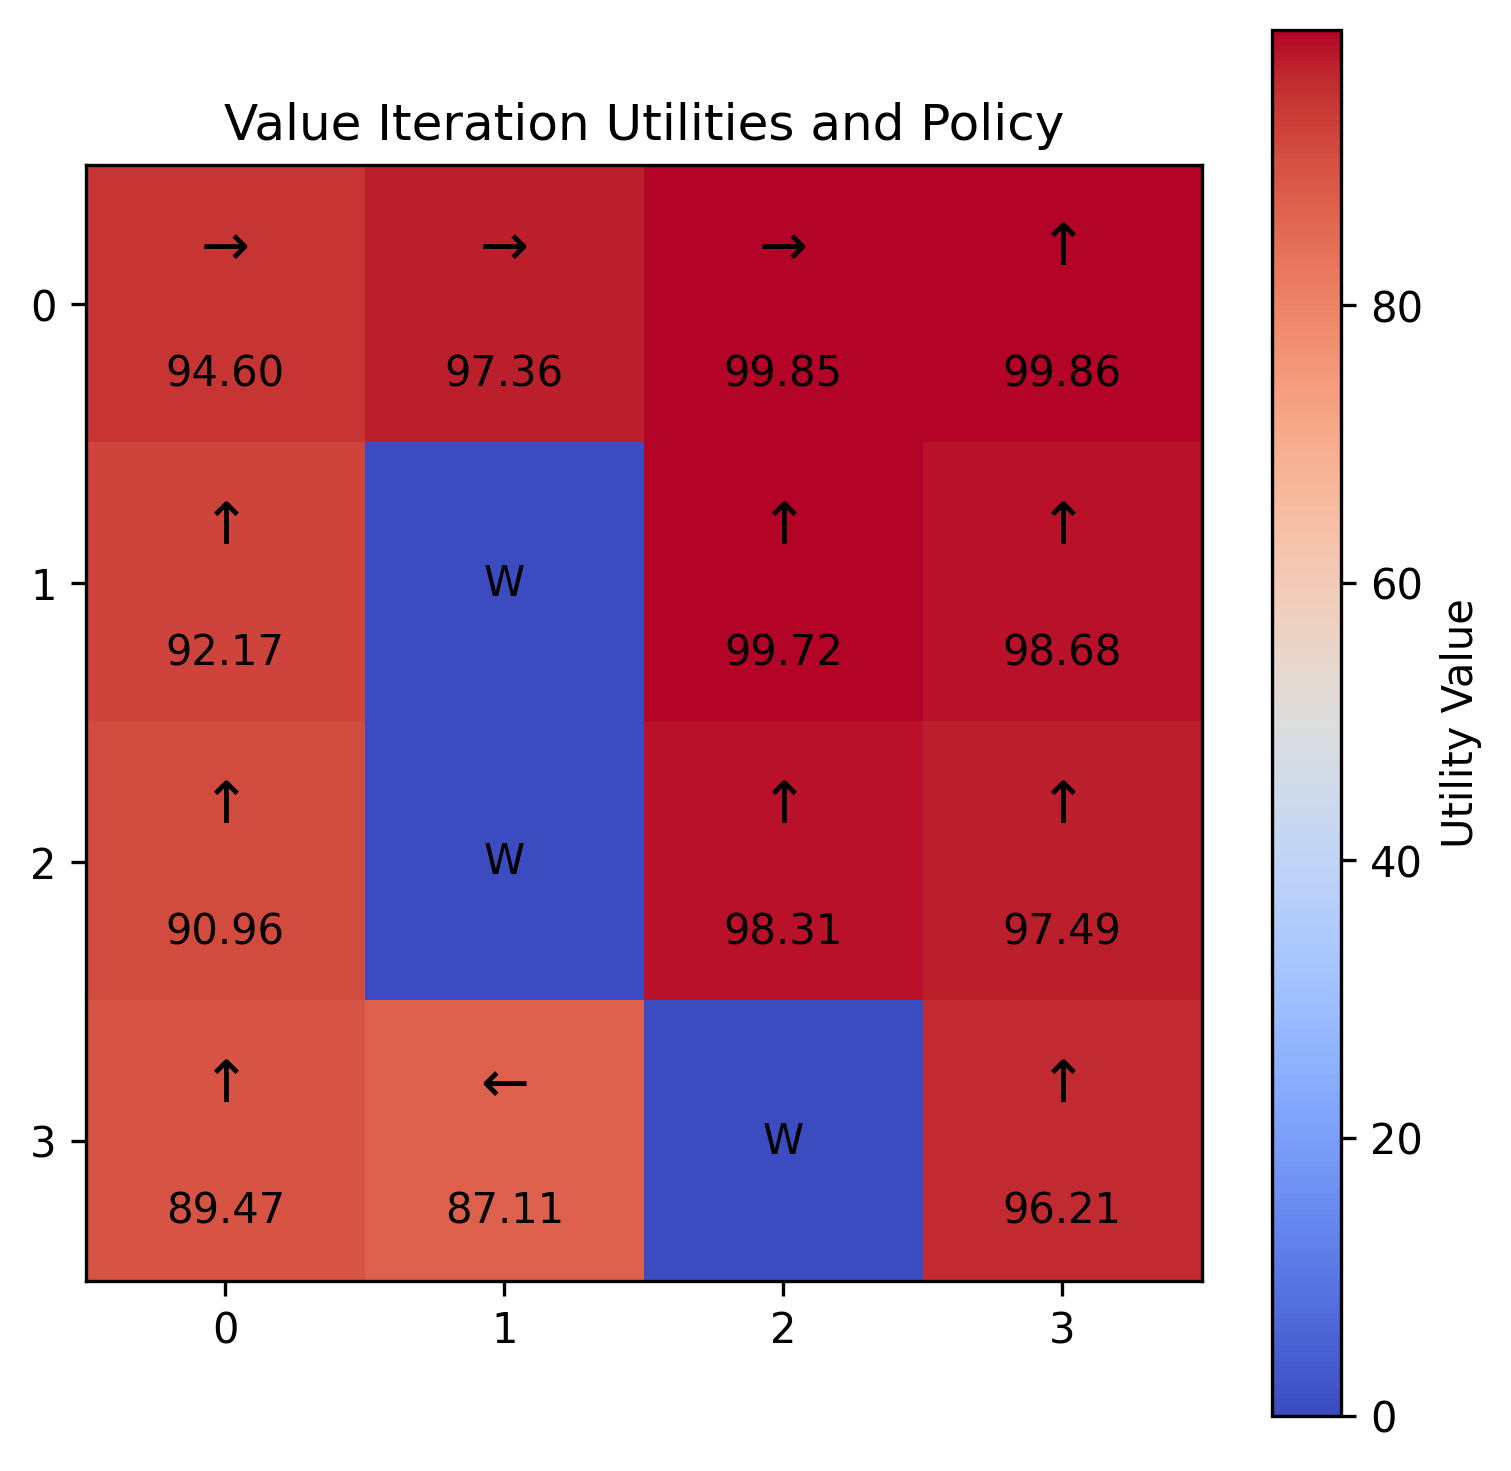 Value Iteration Utilities and Policy
→ → → ↑
0
94.60 97.36 99.85 99.86
↑ ↑ ↑
1
W
92.17 99.72 98.68
↑ ↑ ↑
2
W
90.96 98.31 97.49
↑ ← ↑
3
W
89.47 87.11 96.21
0 1 2 3
80
60
40
20
0
Utility Value